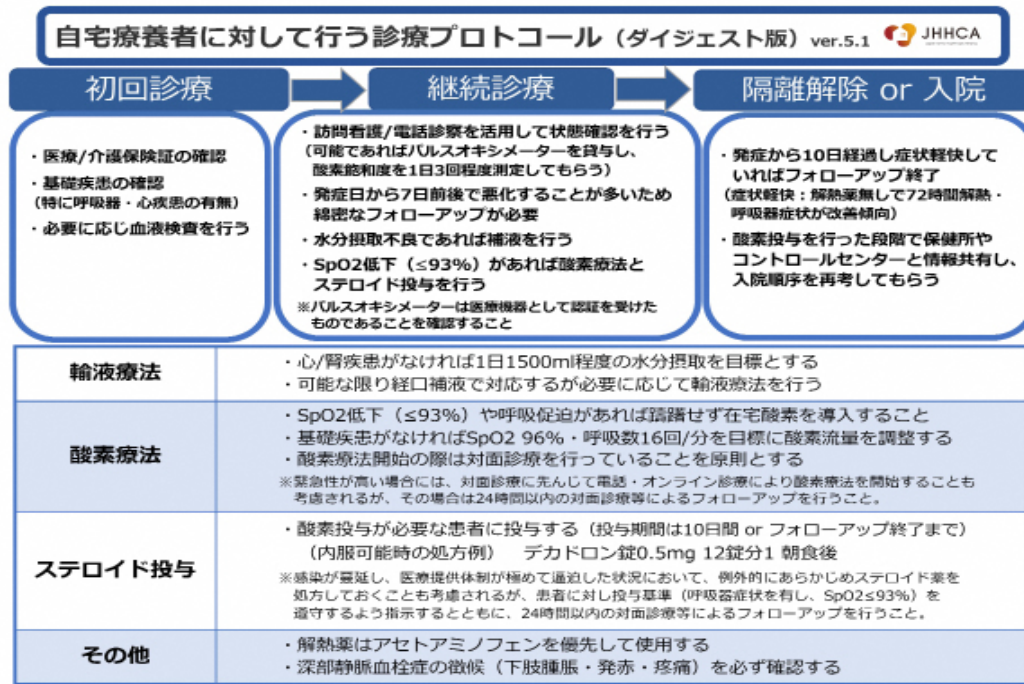 自宅療養者に対して行う診療プロトコール（ダイジェスト版）ver.5.1
JHHCA
初回診療
継続診療
隔離解除 or 入院
・医療/介護保険証の確認
・基礎疾患の確認
（特に呼吸器・心疾患の有無）
・必要に応じ血液検査を行う
・訪問看護/電話診察を活用して状態確認を行う
（可能であればパルスオキシメーターを貸与し、
酸素飽和度を1日3回程度測定してもらう）
・発症日から7日前後で悪化することが多いため
綿密なフォローアップが必要
・水分摂取不良であれば補液を行う
・SpO2低下（≤93%）があれば酸素療法と
ステロイド投与を行う
※パルスオキシメーターは医療機器として認証を受けた
ものであることを確認すること
・発症から10日経過し症状軽快して
いればフォローアップ終了
（症状軽快：解熱薬無しで72時間解熱・
呼吸器症状が改善傾向）
・酸素投与を行った段階で保健所や
コントロールセンターと情報共有し、
入院順序を再考してもらう
輸液療法
・心/腎疾患がなければ1日1500ml程度の水分摂取を目標とする
・可能な限り経口補液で対応するが必要に応じて輸液療法を行う
酸素療法
・SpO2低下（≤93%）や呼吸促迫があれば躊躇せず在宅酸素を導入すること
・基礎疾患がなければSpO2 96%・呼吸数16回/分を目標に酸素流量を調整する
・酸素療法開始の際は対面診療を行っていることを原則とする
※緊急性が高い場合には、対面診療に先んじて電話・オンライン診療により酸素療法を開始することも
考慮されるが、その場合は24時間以内の対面診療等によるフォローアップを行うこと。
ステロイド投与
・酸素投与が必要な患者に投与する（投与期間は10日間 or フォローアップ終了まで）
（内服可能時の処方例） デカドロン錠0.5mg 12錠分1 朝食後
※感染が蔓延し、医療提供体制が極めて逼迫した状況において、例外的にあらかじめステロイド薬を
処方しておくことも考慮されるが、患者に対し投与基準（呼吸器症状を有し、SpO2≤93%）を
遵守するよう指示するとともに、24時間以内の対面診療等によるフォローアップを行うこと。
その他
・解熱薬はアセトアミノフェンを優先して使用する
・深部静脈血栓症の徴候（下肢腫脹・発赤・疼痛）を必ず確認する